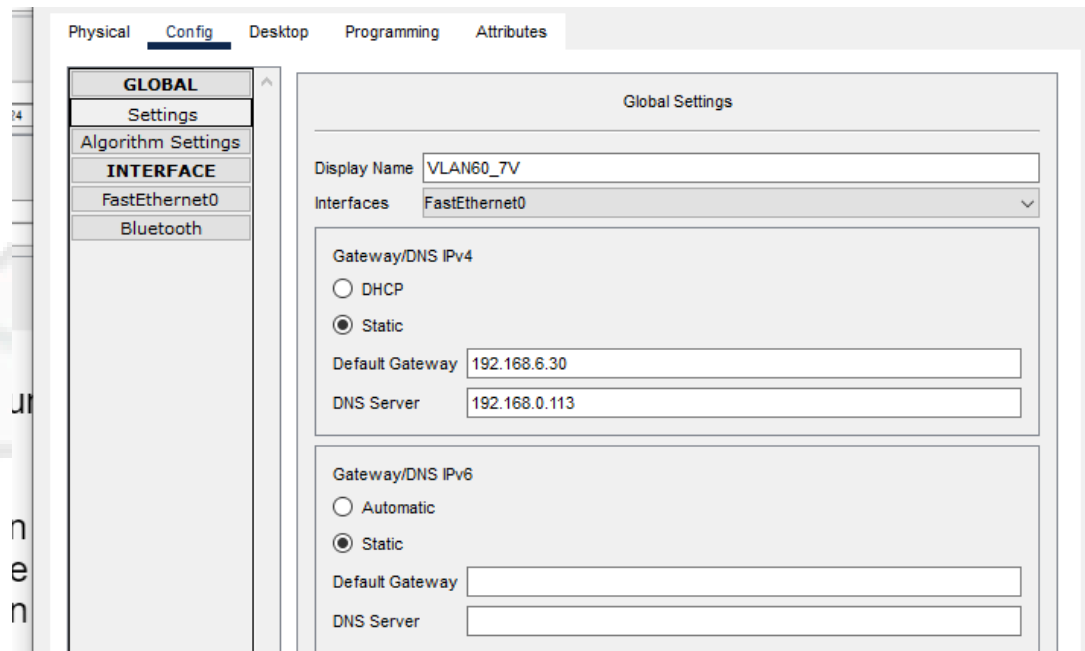 Physical Config Desktop Programming Attributes
24
GLOBAL
Settings
Algorithm Settings
INTERFACE
FastEthernet0
Bluetooth
Global Settings
Display Name VLAN60_7V
Interfaces FastEthernet0
Gateway/DNS IPv4
DHCP
Static
Default Gateway 192.168.6.30
DNS Server 192.168.0.113
Gateway/DNS IPv6
Automatic
Static
Default Gateway
DNS Server